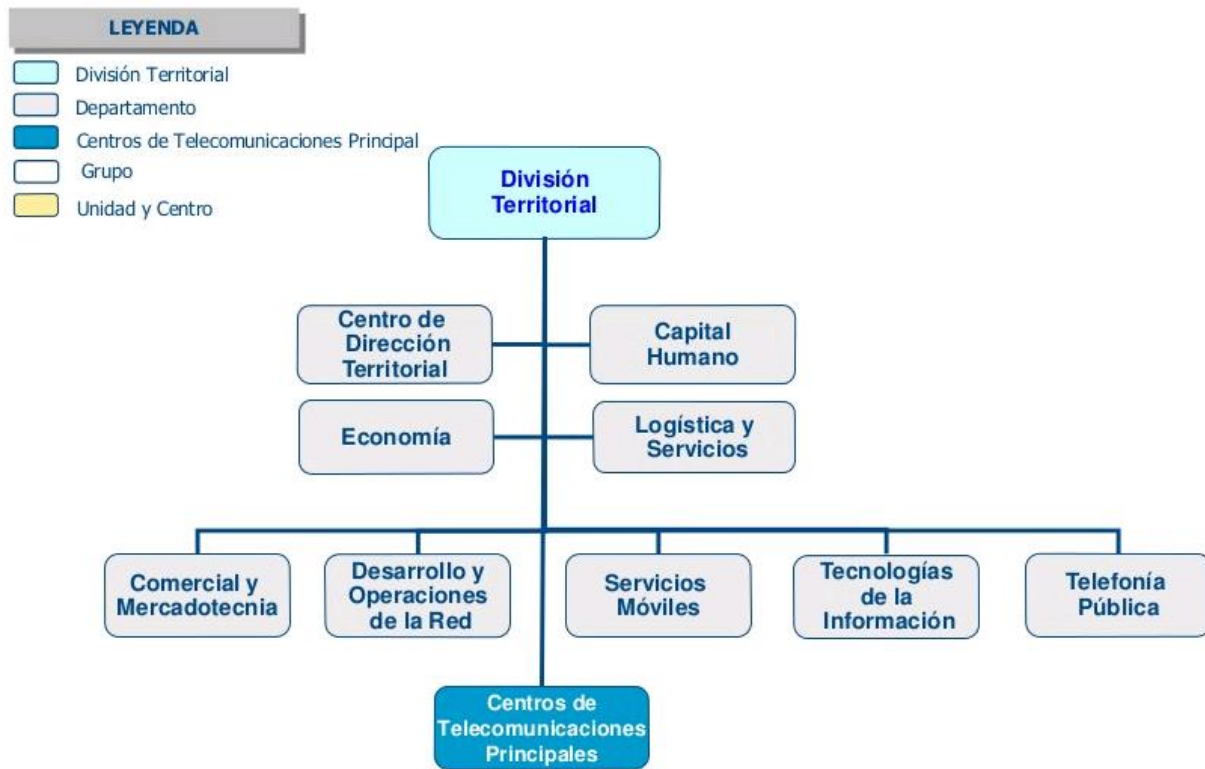 LEYENDA
División Territorial
Departamento
Centros de Telecomunicaciones Principal
Grupo
Unidad y Centro
División
Territorial
Centro de
Dirección
Territorial
Capital
Humano
Economía
Logística y
Servicios
Comercial y
Mercadotecnia
Desarrollo y
Operaciones
de la Red
Servicios
Móviles
Tecnologías
de la
Información
Telefonía
Pública
Centros de
Telecomunicaciones
Principales